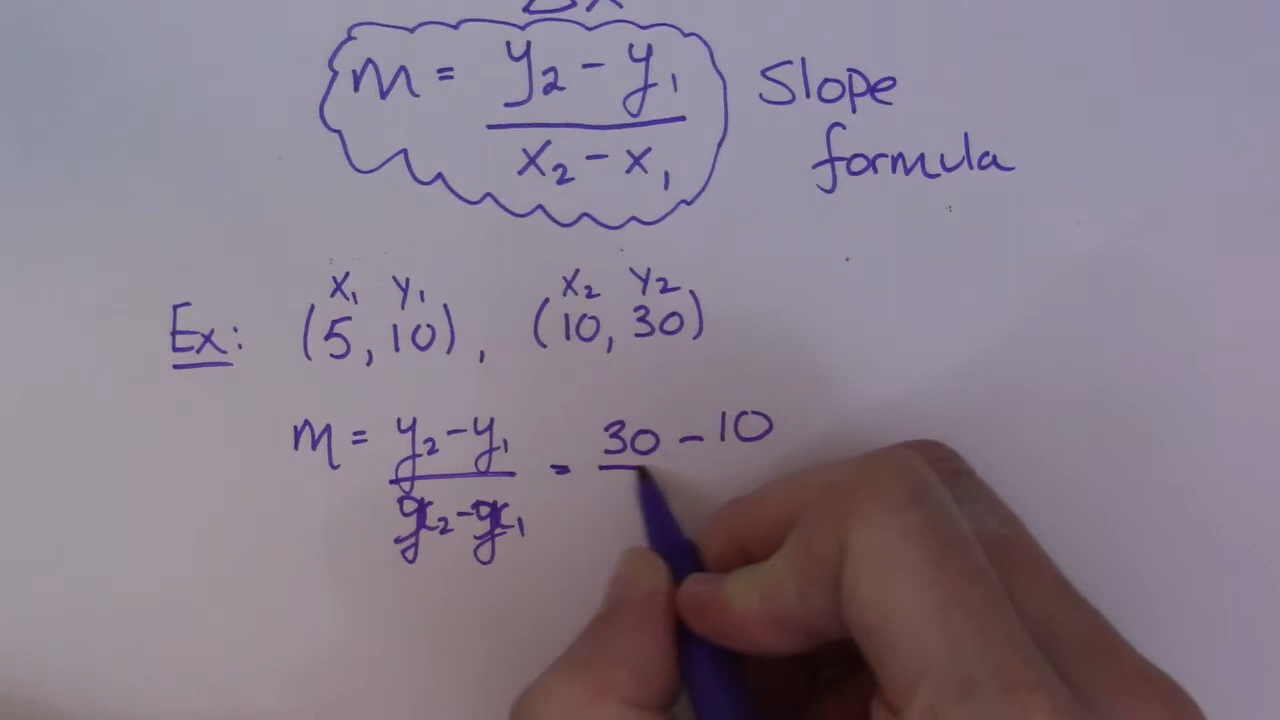 Δx
m = y₂ - y₁ / x₂ - x₁ Slope formula
x₁ y₁ x₂ y₂
Ex: (5, 10), (10, 30)
m = y₂ - y₁ / x₂ - x₁ = 30 - 10